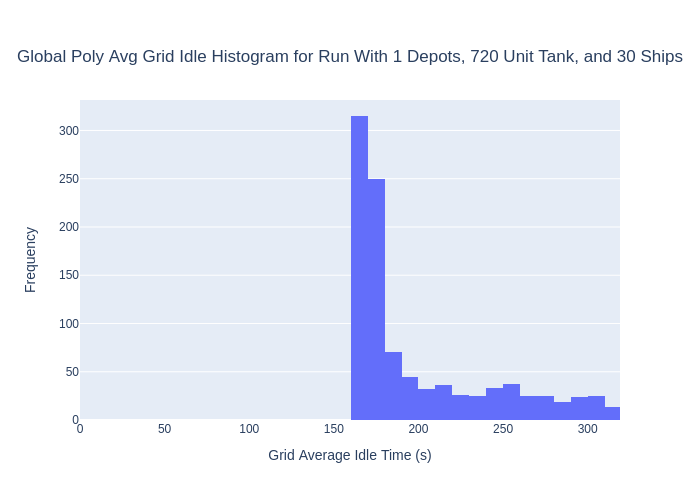 Global Poly Avg Grid Idle Histogram for Run With 1 Depots, 720 Unit Tank, and 30 Ships
300
250
200
150
100
50
0
Frequency
0 50 100 150 200 250 300
Grid Average Idle Time (s)